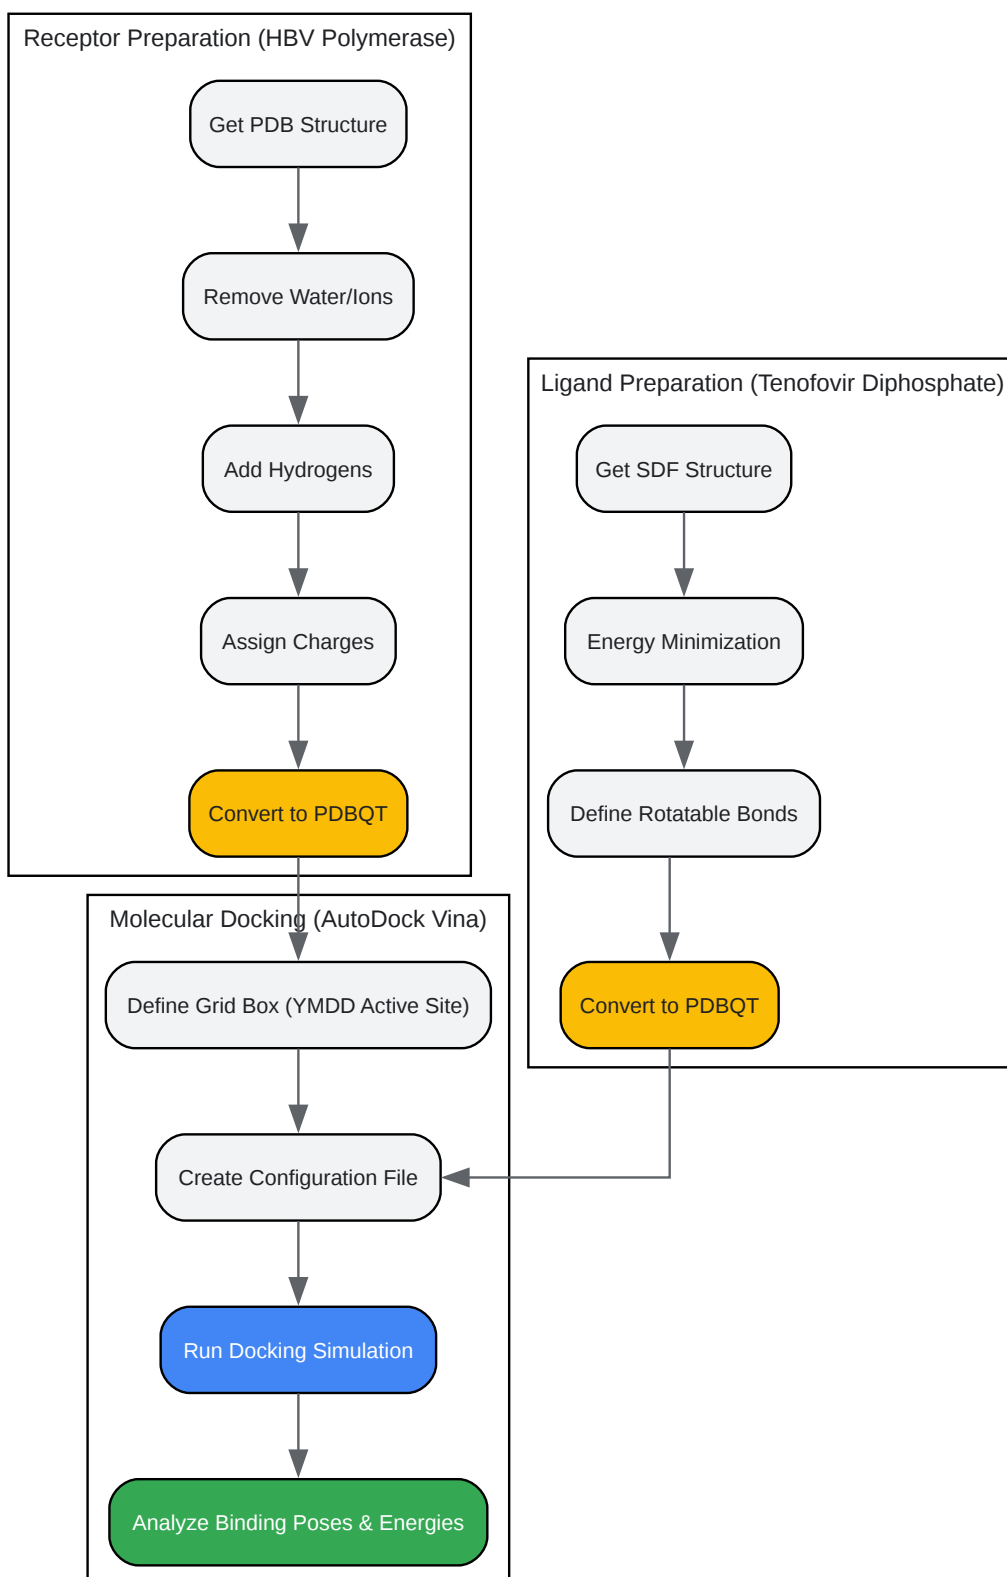 Receptor Preparation (HBV Polymerase)
Get PDB Structure
Remove Water/Ions
Add Hydrogens
Assign Charges
Convert to PDBQT
Ligand Preparation (Tenofovir Diphosphate)
Get SDF Structure
Energy Minimization
Define Rotatable Bonds
Convert to PDBQT
Molecular Docking (AutoDock Vina)
Define Grid Box (YMDD Active Site)
Create Configuration File
Run Docking Simulation
Analyze Binding Poses & Energies